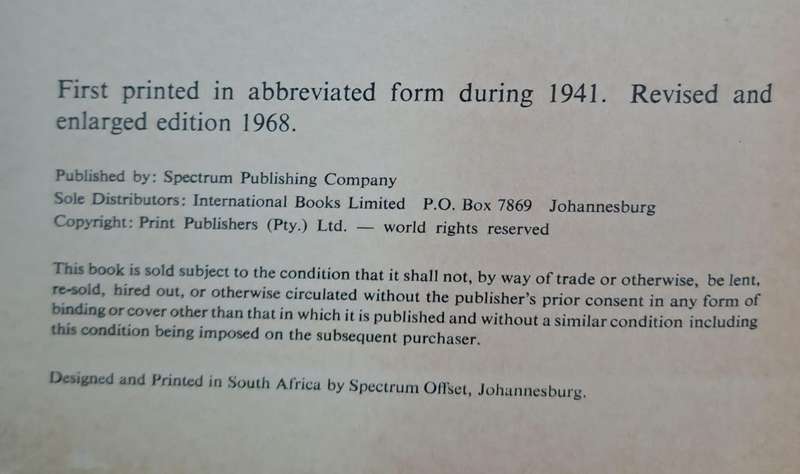 First printed in abbreviated form during 1941. Revised and
enlarged edition 1968.
Published by: Spectrum Publishing Company
Sole Distributors: International Books Limited P.O. Box 7869 Johannesburg
Copyright: Print Publishers (Pty.) Ltd. — world rights reserved
This book is sold subject to the condition that it shall not, by way of trade or otherwise, be lent,
re-sold, hired out, or otherwise circulated without the publisher's prior consent in any form of
binding or cover other than that in which it is published and without a similar condition including
this condition being imposed on the subsequent purchaser.
Designed and Printed in South Africa by Spectrum Offset, Johannesburg.